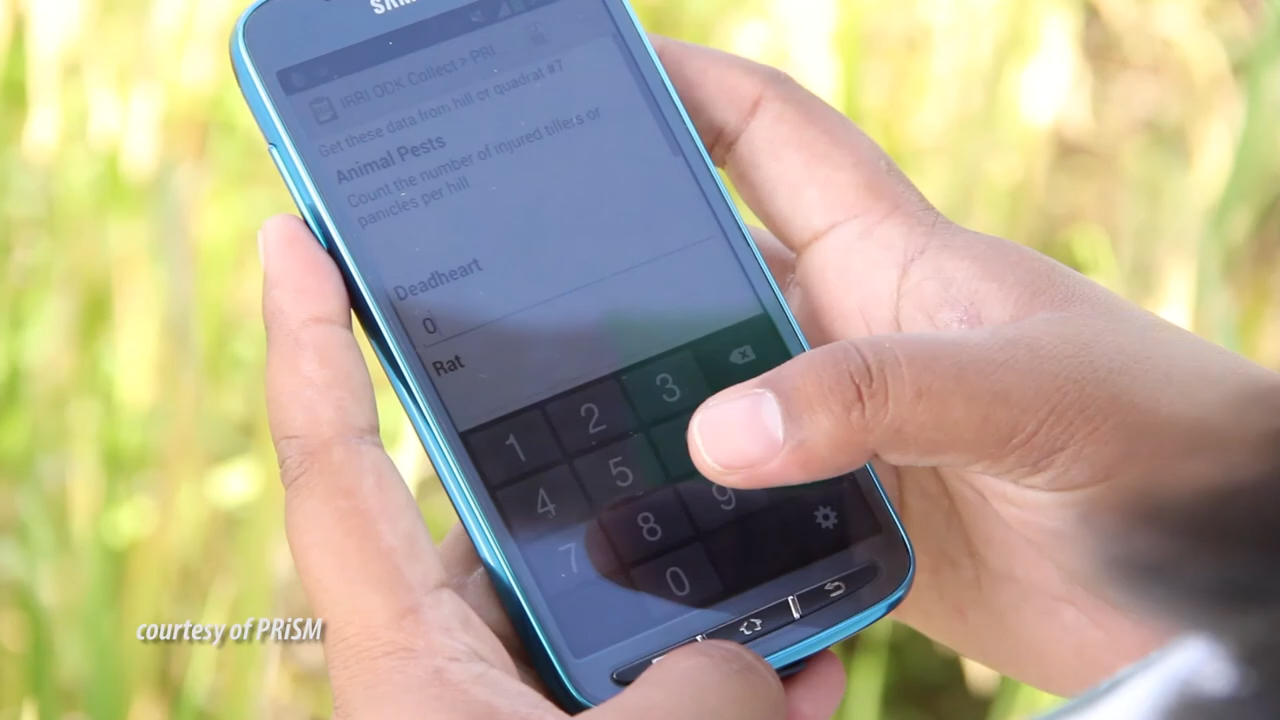 IRRI ODK Collect > PRI
Get these data from hill or quadrat #7
Animal Pests
Count the number of injured tillers or
panicles per hill
Deadheart
0
Rat
1 2 3
4 5
7 8 9
0
courtesy of PRiSM